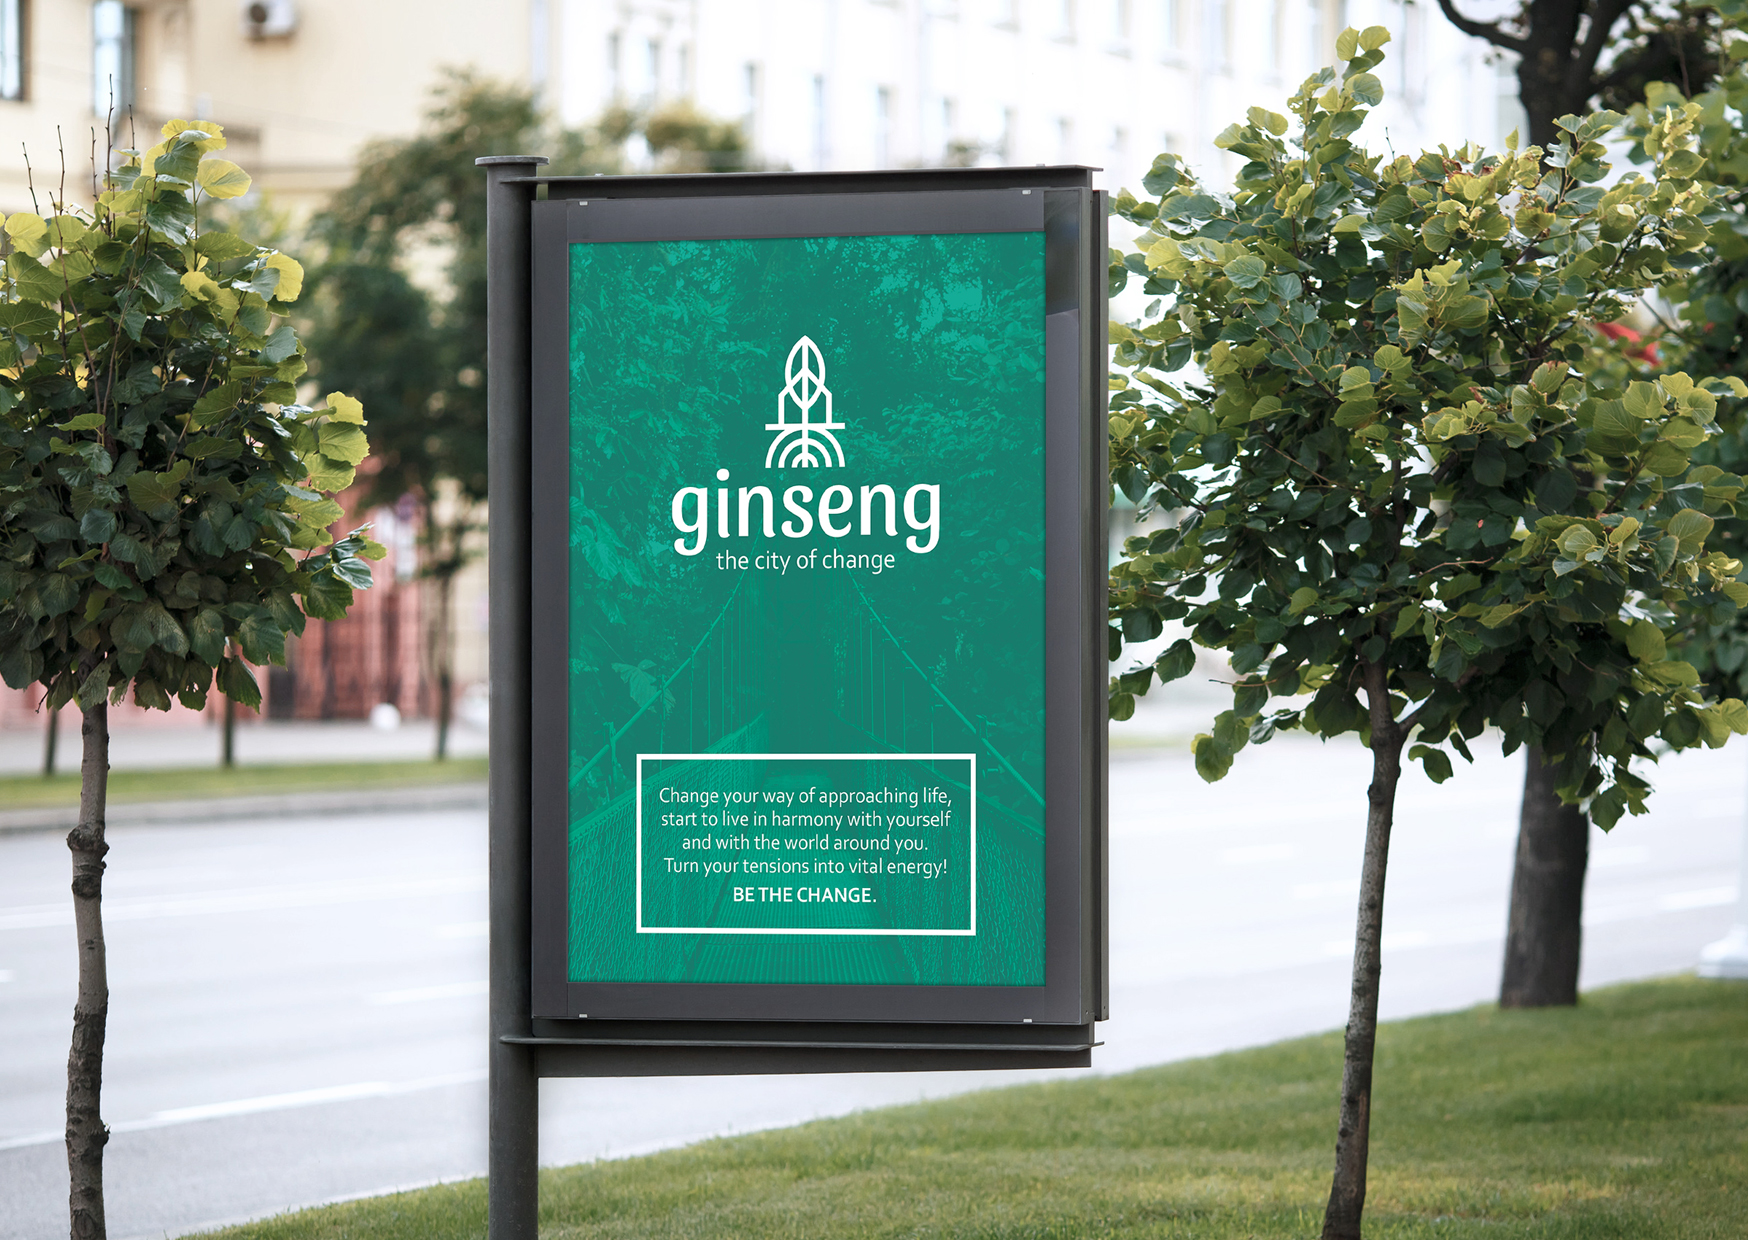 ginseng
the city of change
Change your way of approaching life,
start to live in harmony with yourself
and with the world around you.
Turn your tensions into vital energy!
BE THE CHANGE.